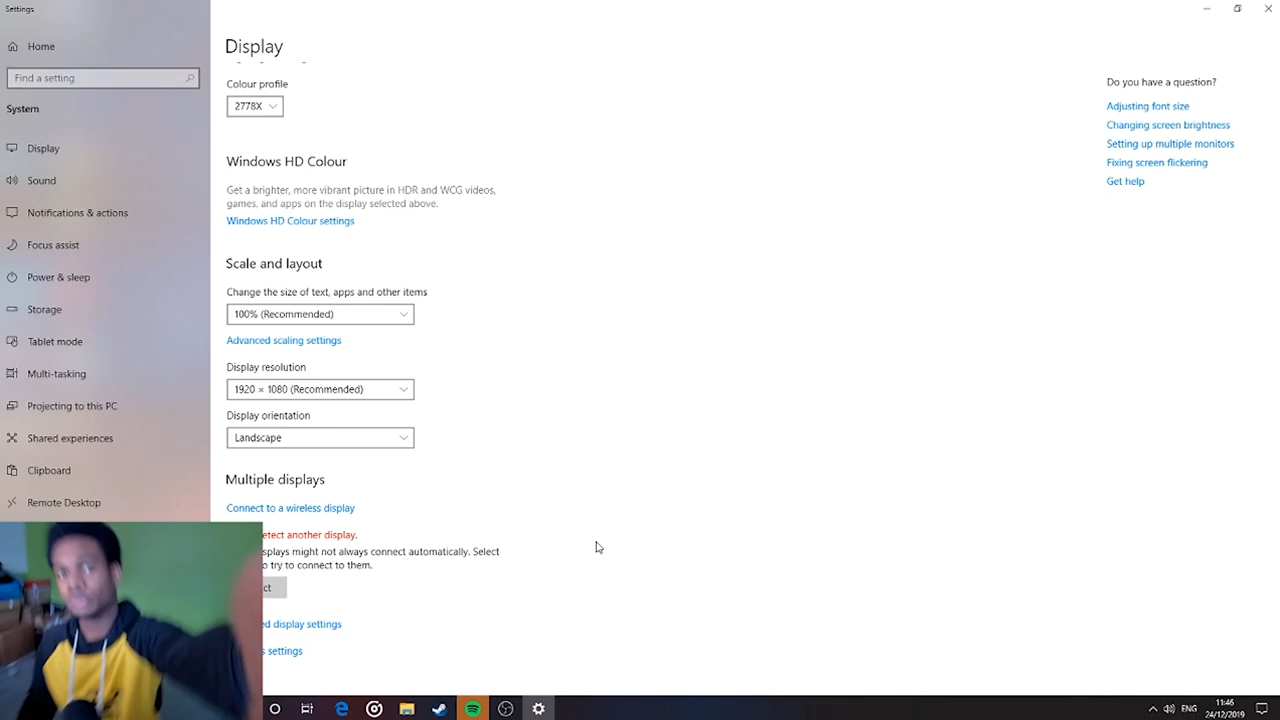 Settings
Home
Find a setting
System
Display
Sound
Notifications & actions
Focus assist
Power & sleep
Storage
Tablet mode
Multi-tasking
Projecting to this PC
Shared experiences
Clipboard
Remote Desktop
Display
Colour profile
2778X
Windows HD Colour
Get a brighter, more vibrant picture in HDR and WCG videos,
games, and apps on the display selected above.
Windows HD Colour settings
Scale and layout
Change the size of text, apps and other items
100% (Recommended)
Advanced scaling settings
Display resolution
1920 × 1080 (Recommended)
Display orientation
Landscape
Multiple displays
Connect to a wireless display
etect another display.
splays might not always connect automatically. Select
o try to connect to them.
ct
ed display settings
s settings
Do you have a question?
Adjusting font size
Changing screen brightness
Setting up multiple monitors
Fixing screen flickering
Get help
ENG
11:46
24/12/2019